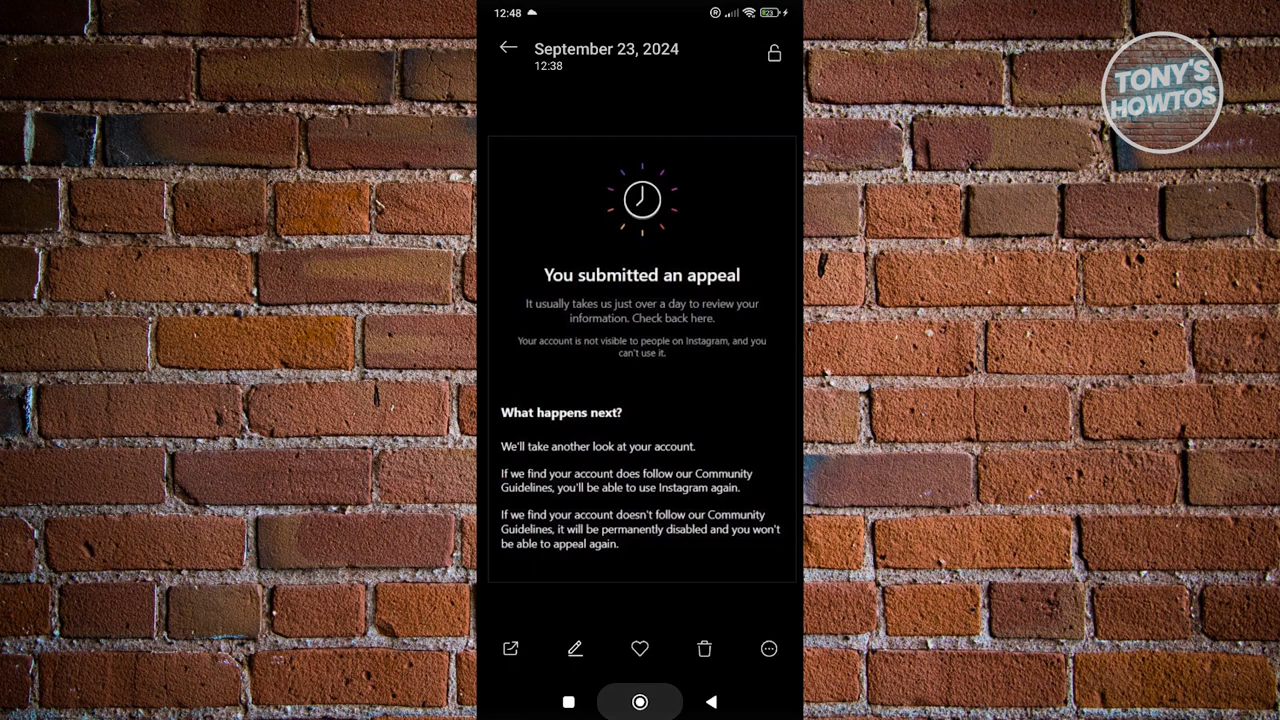 12:48
23
September 23, 2024
12:38
TONY'S
HOWTOS
You submitted an appeal
It usually takes us just over a day to review your
information. Check back here.
Your account is not visible to people on Instagram, and you
can't use it.
What happens next?
We'll take another look at your account.
If we find your account does follow our Community
Guidelines, you'll be able to use Instagram again.
If we find your account doesn't follow our Community
Guidelines, it will be permanently disabled and you won't
be able to appeal again.